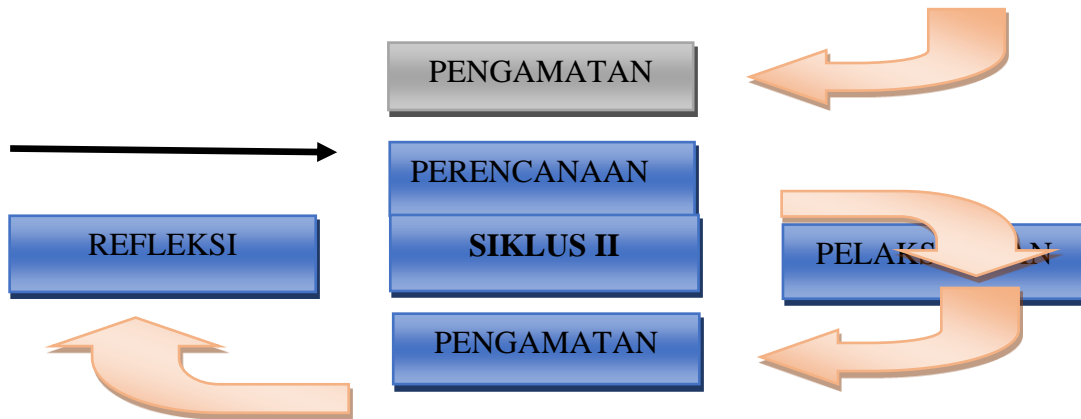 PENGAMATAN
PERENCANAAN
REFLEKSI
SIKLUS II
PENGAMATAN